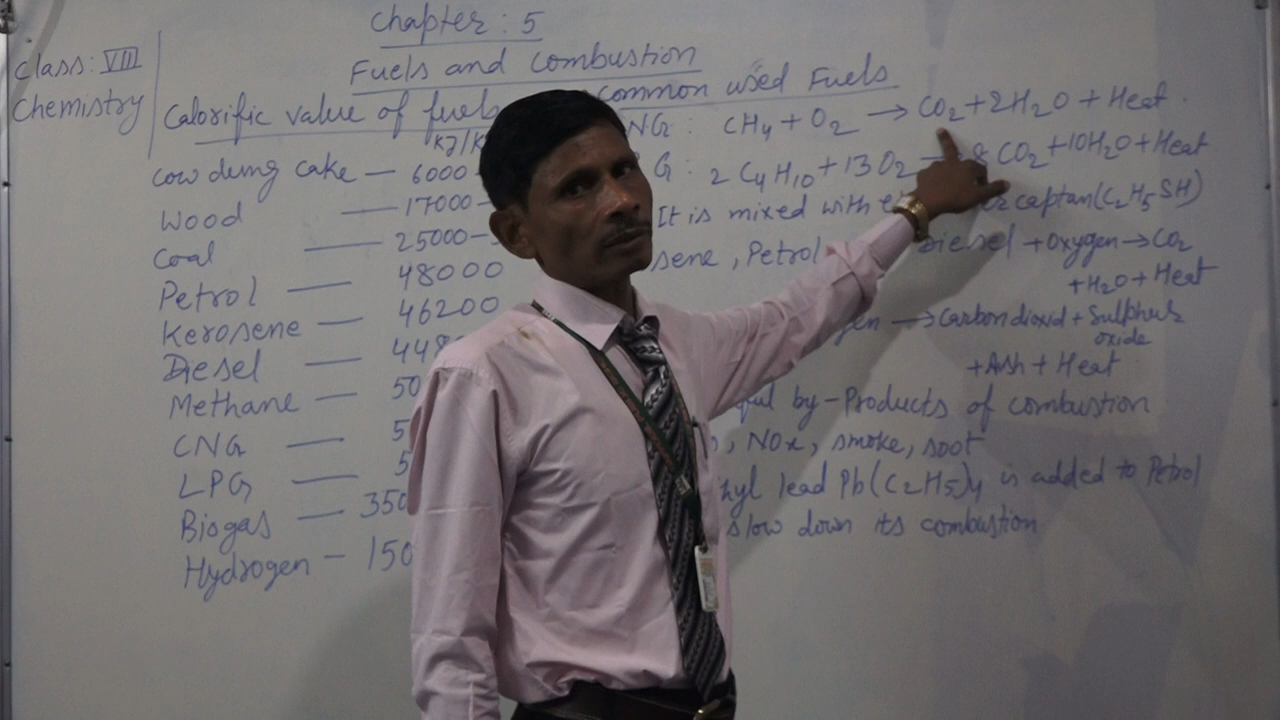 Chapter : 5
Class: VIII
Chemistry
Fuels and Combustion
Calorific value of fuels
KJ/K
Cow dung cake — 6000
Wood — 17000-
Coal — 25000-
Petrol — 48000
Kerosene — 46200
Diesel — 448
Methane — 50
CNG — 5
LPG — 5
Biogas — 350
Hydrogen — 150
common used Fuels
NG : CH4 + O2 → CO2 + 2H2O + Heat
G : 2 C4H10 + 13 O2 → 8 CO2 + 10H2O + Heat
It is mixed with captan (C2H5SH)
sene, Petrol Diesel + Oxygen → CO2
+ H2O + Heat
gen → Carbon dioxid + Sulphur
oxide
+ Ash + Heat
ful by-Products of combustion
, NOx, smoke, soot
hyl lead Pb(C2H5)4 is added to Petrol
slow down its combustion